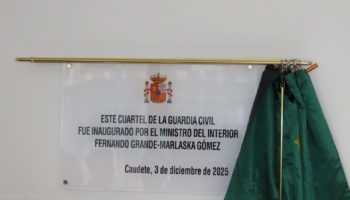 ESTE CUARTEL DE LA GUARDIA CIVIL
FUE INAUGURADO POR EL MINISTRO DEL INTERIOR
FERNANDO GRANDE-MARLASKA GÓMEZ
Caudete, 3 de diciembre de 2025